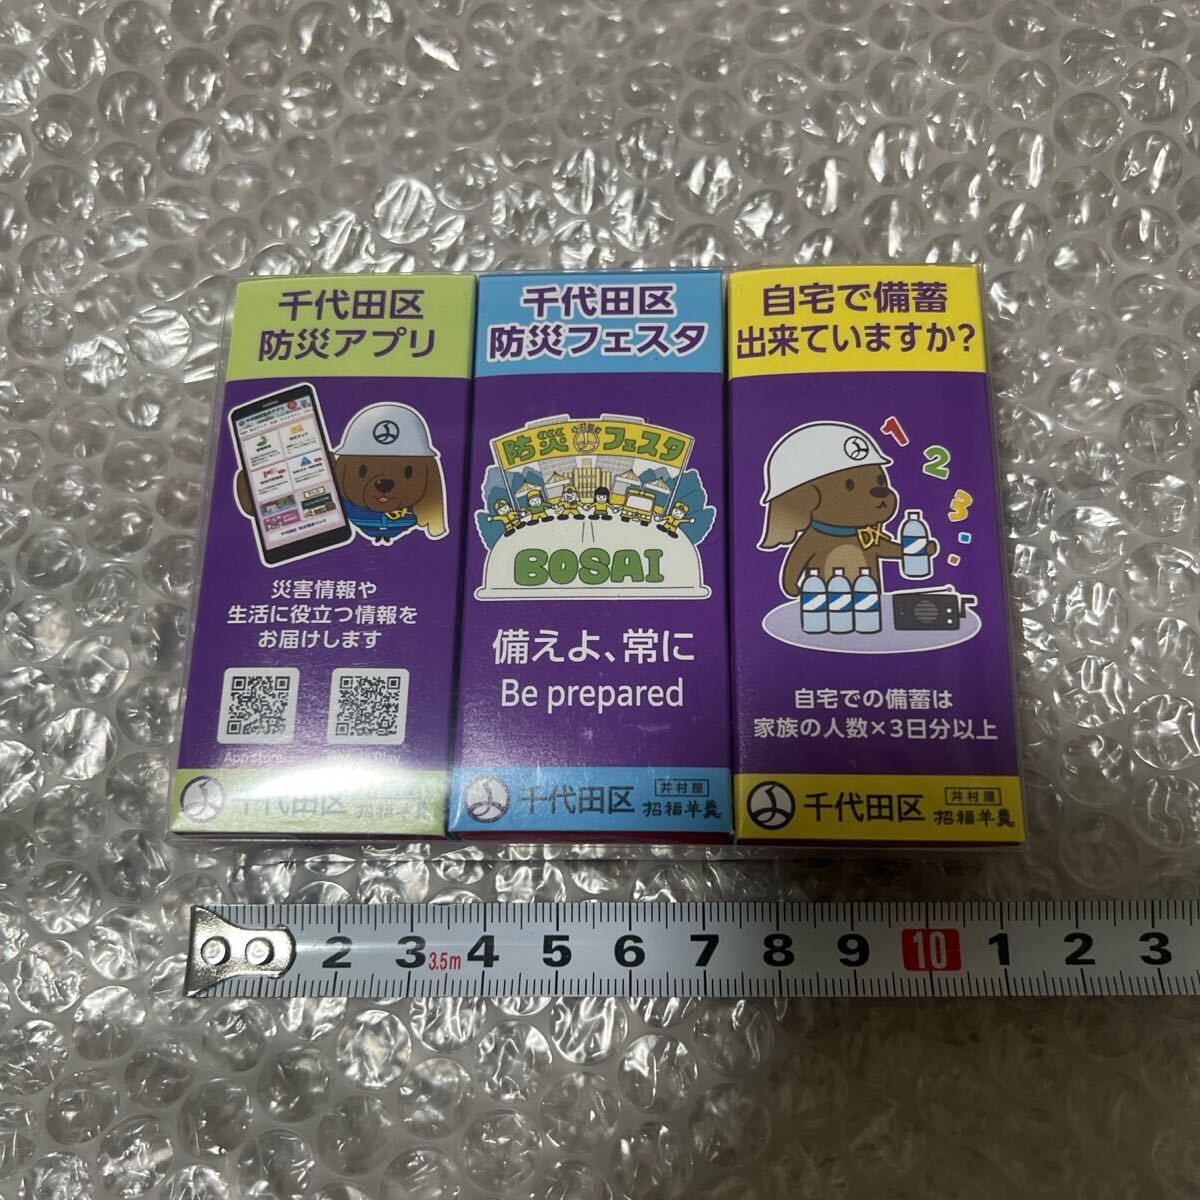 千代田区
防災アプリ
災害情報や
生活に役立つ情報を
お届けします
App Store
Play
千代田区
井村屋
招福羊羹
千代田区
防災フェスタ
防災フェスタ
BOSAI
備えよ、常に
Be prepared
千代田区
井村屋
招福羊羹
自宅で備蓄
出来ていますか?
1
2
3
DX
自宅での備蓄は
家族の人数×3日分以上
千代田区
井村屋
招福羊羹
2 3 3.5m 4 5 6 7 8 9 10 1 2 3